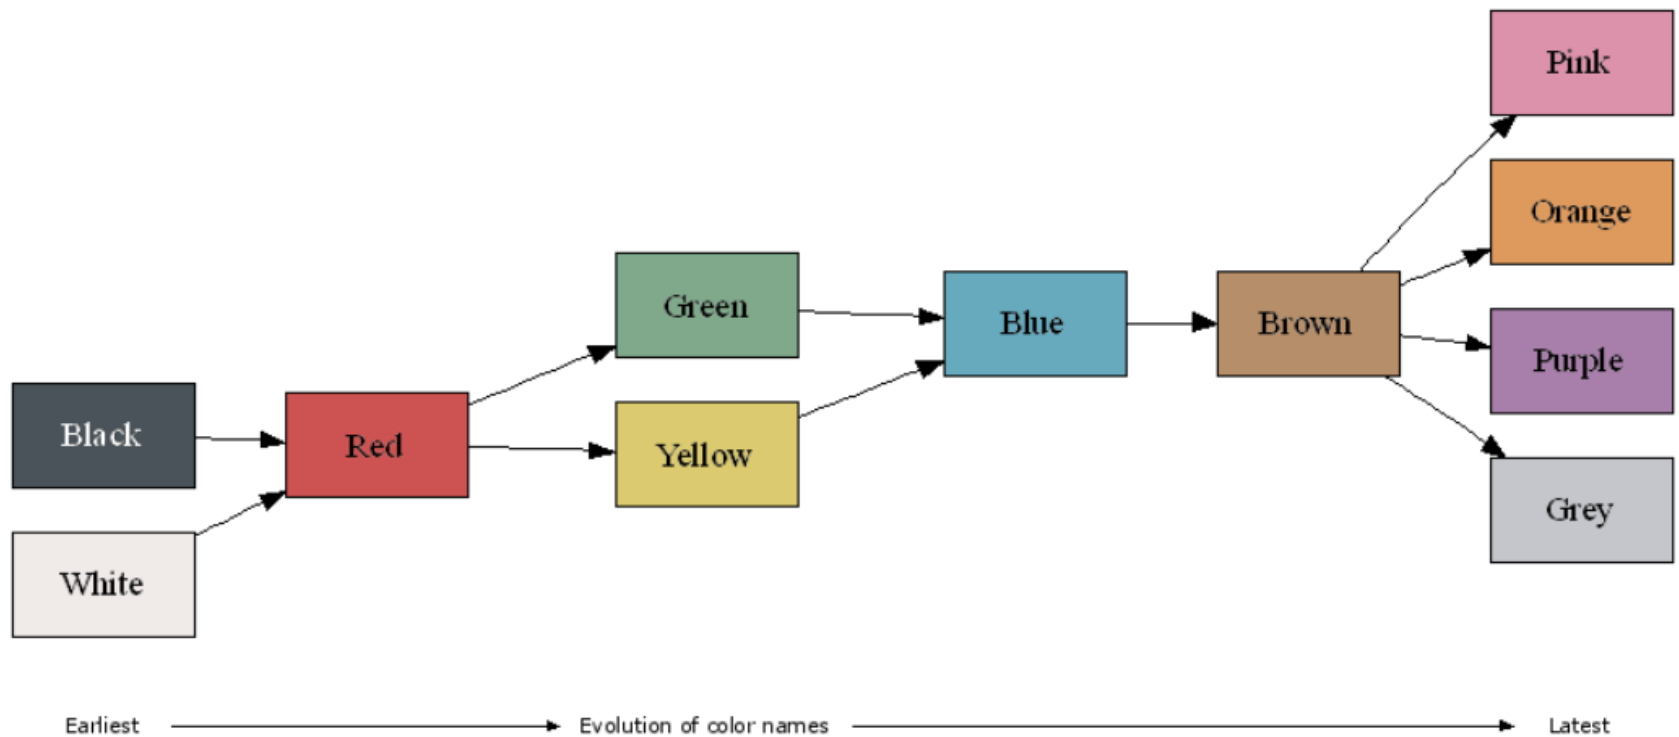 Black
White
Red
Green
Yellow
Blue
Brown
Pink
Orange
Purple
Grey
Earliest
Evolution of color names
Latest